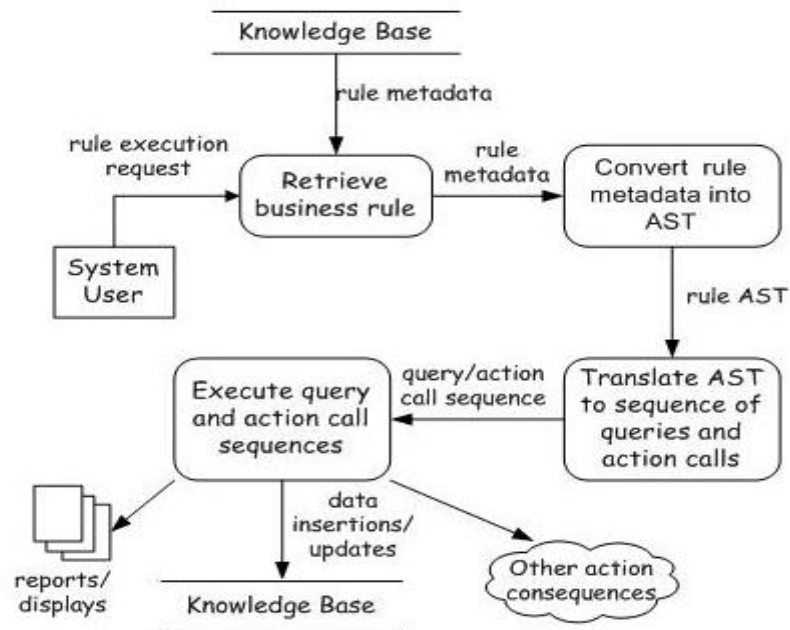 Knowledge Base
rule metadata
rule execution
request
Retrieve
business rule
rule
metadata
Convert rule
metadata into
AST
System
User
rule AST
Execute query
and action call
sequences
query/action
call sequence
Translate AST
to sequence of
queries and
action calls
data
insertions/
updates
reports/
displays
Knowledge Base
Other action
consequences